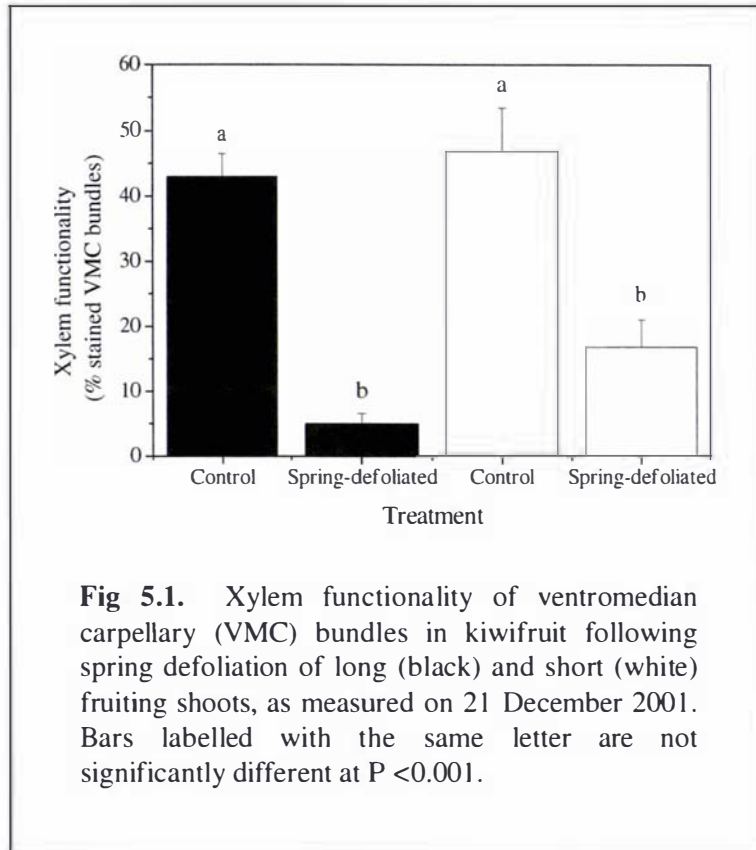 60
50
40
30
20
10
0
Xylem functionality
(% stained VMC bundles)
a
b
a
b
Control Spring-defoliated Control Spring-defoliated
Treatment
Fig 5.1. Xylem functionality of ventromedian
carpellary (VMC) bundles in kiwifruit following
spring defoliation of long (black) and short (white)
fruiting shoots, as measured on 21 December 2001.
Bars labelled with the same letter are not
significantly different at P <0.001.